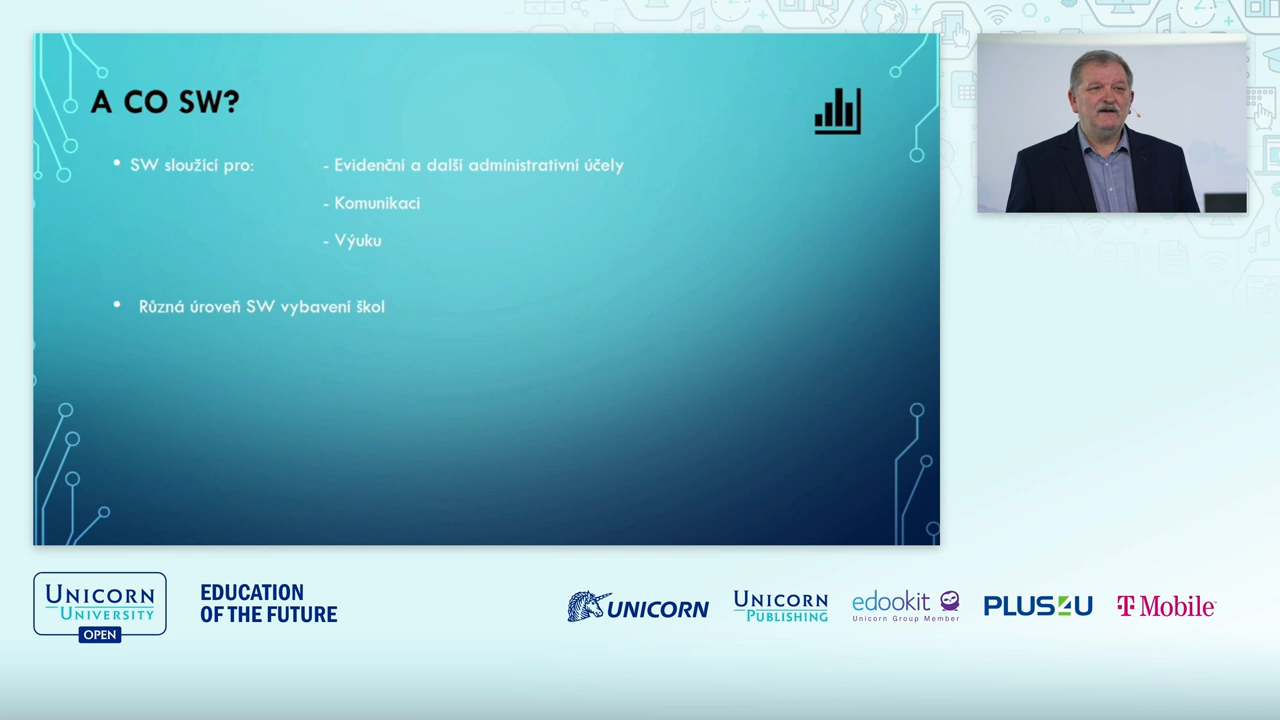 A CO SW?
• SW sloužící pro: - Evidenční a další administrativní účely
- Komunikaci
- Výuku
• Různá úroveň SW vybavení škol
UNICORN
UNIVERSITY
OPEN
EDUCATION
OF THE FUTURE
UNICORN
UNICORN
PUBLISHING
edookit
Unicorn Group Member
PLUS4U
T Mobile